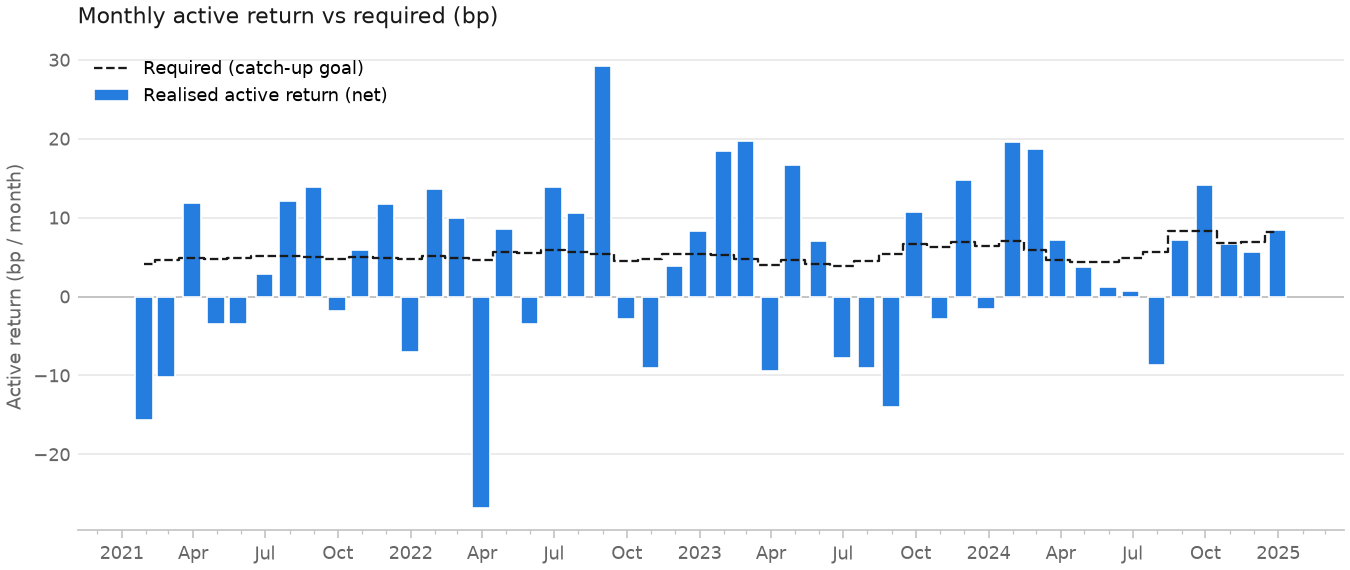 Monthly active return vs required (bp)
Required (catch-up goal)
Realised active return (net)
Active return (bp / month)
30
20
10
0
−10
−20
2021 Apr Jul Oct 2022 Apr Jul Oct 2023 Apr Jul Oct 2024 Apr Jul Oct 2025